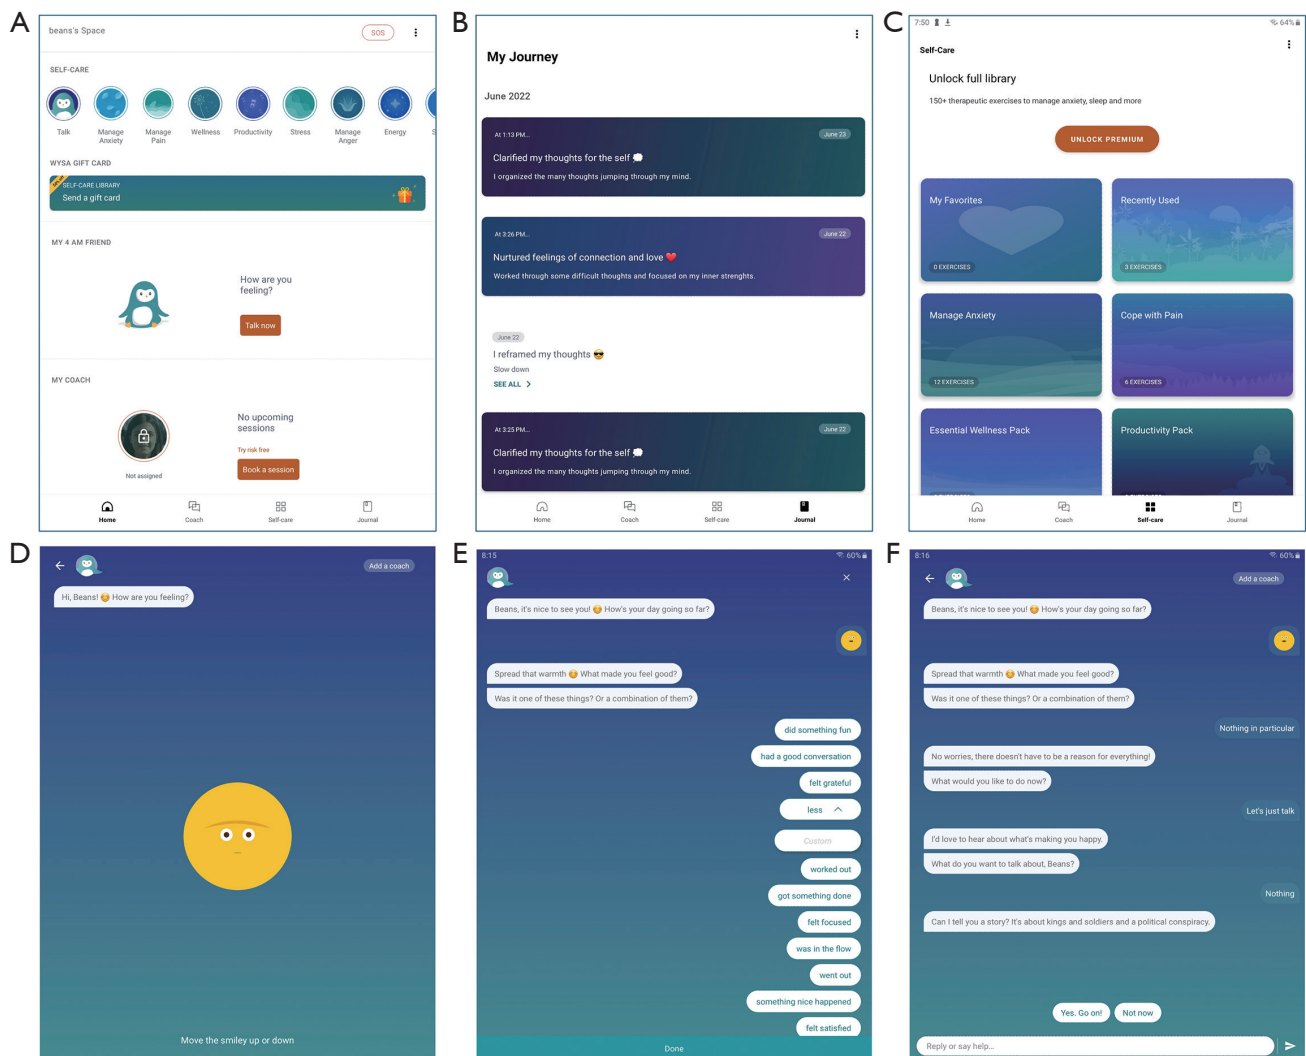 A
beans's Space
SOS
SELF-CARE
Talk
Manage
Anxiety
Manage
Pain
Wellness
Productivity
Stress
Manage
Anger
Energy
S
WYSA GIFT CARD
SELF-CARE LIBRARY
Send a gift card
MY 4 AM FRIEND
How are you
feeling?
Talk now
MY COACH
No upcoming
sessions
Try risk free
Book a session
Not assigned
Home
Coach
Self-care
Journal
B
My Journey
June 2022
At 1:13 PM...
June 23
Clarified my thoughts for the self 💭
I organized the many thoughts jumping through my mind.
At 3:26 PM...
June 22
Nurtured feelings of connection and love ❤️
Worked through some difficult thoughts and focused on my inner strenghts.
June 22
I reframed my thoughts 😎
Slow down
SEE ALL >
At 3:25 PM...
June 22
Clarified my thoughts for the self 💭
I organized the many thoughts jumping through my mind.
Home
Coach
Self-care
Journal
C
7:50
64%
Self-Care
Unlock full library
150+ therapeutic exercises to manage anxiety, sleep and more
UNLOCK PREMIUM
My Favorites
0 EXERCISES
Recently Used
3 EXERCISES
Manage Anxiety
12 EXERCISES
Cope with Pain
6 EXERCISES
Essential Wellness Pack
Productivity Pack
Home
Coach
Self-care
Journal
D
Add a coach
Hi, Beans! 😊 How are you feeling?
Move the smiley up or down
E
8:15
60%
Beans, it's nice to see you! 😊 How's your day going so far?
Spread that warmth 😊 What made you feel good?
Was it one of these things? Or a combination of them?
did something fun
had a good conversation
felt grateful
less
Custom
worked out
got something done
felt focused
was in the flow
went out
something nice happened
felt satisfied
Done
F
8:16
60%
Add a coach
Beans, it's nice to see you! 😊 How's your day going so far?
Spread that warmth 😊 What made you feel good?
Was it one of these things? Or a combination of them?
Nothing in particular
No worries, there doesn't have to be a reason for everything!
What would you like to do now?
Let's just talk
I'd love to hear about what's making you happy.
What do you want to talk about, Beans?
Nothing
Can I tell you a story? It's about kings and soldiers and a political conspiracy.
Yes. Go on!
Not now
Reply or say help...